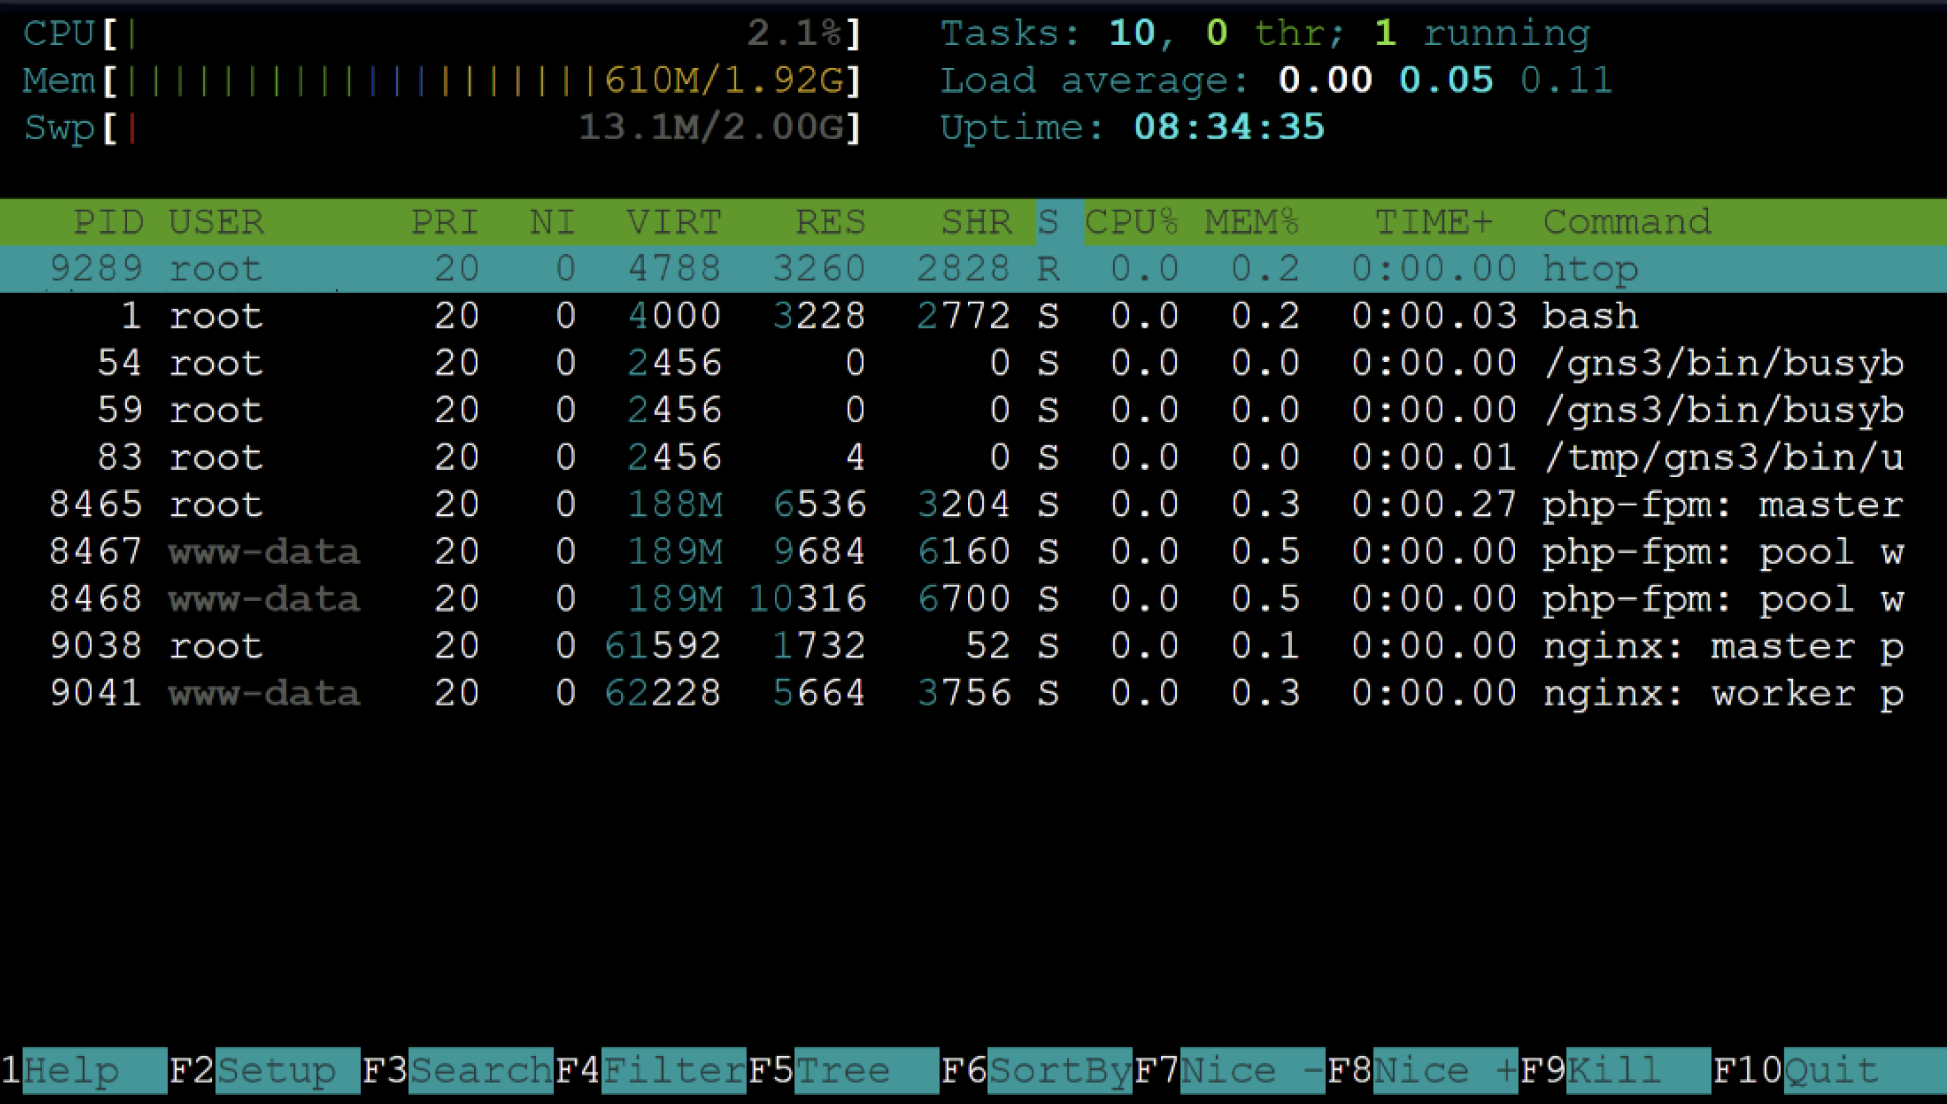 CPU[| 2.1%] Tasks: 10, 0 thr; 1 running
Mem[||||||||||||||||||||610M/1.92G] Load average: 0.00 0.05 0.11
Swp[| 13.1M/2.00G] Uptime: 08:34:35
PID USER PRI NI VIRT RES SHR S CPU% MEM% TIME+ Command
9289 root 20 0 4788 3260 2828 R 0.0 0.2 0:00.00 htop
1 root 20 0 4000 3228 2772 S 0.0 0.2 0:00.03 bash
54 root 20 0 2456 0 0 S 0.0 0.0 0:00.00 /gns3/bin/busyb
59 root 20 0 2456 0 0 S 0.0 0.0 0:00.00 /gns3/bin/busyb
83 root 20 0 2456 4 0 S 0.0 0.0 0:00.01 /tmp/gns3/bin/u
8465 root 20 0 188M 6536 3204 S 0.0 0.3 0:00.27 php-fpm: master
8467 www-data 20 0 189M 9684 6160 S 0.0 0.5 0:00.00 php-fpm: pool w
8468 www-data 20 0 189M 10316 6700 S 0.0 0.5 0:00.00 php-fpm: pool w
9038 root 20 0 61592 1732 52 S 0.0 0.1 0:00.00 nginx: master p
9041 www-data 20 0 62228 5664 3756 S 0.0 0.3 0:00.00 nginx: worker p
1Help F2Setup F3SearchF4FilterF5Tree F6SortByF7Nice -F8Nice +F9Kill F10Quit